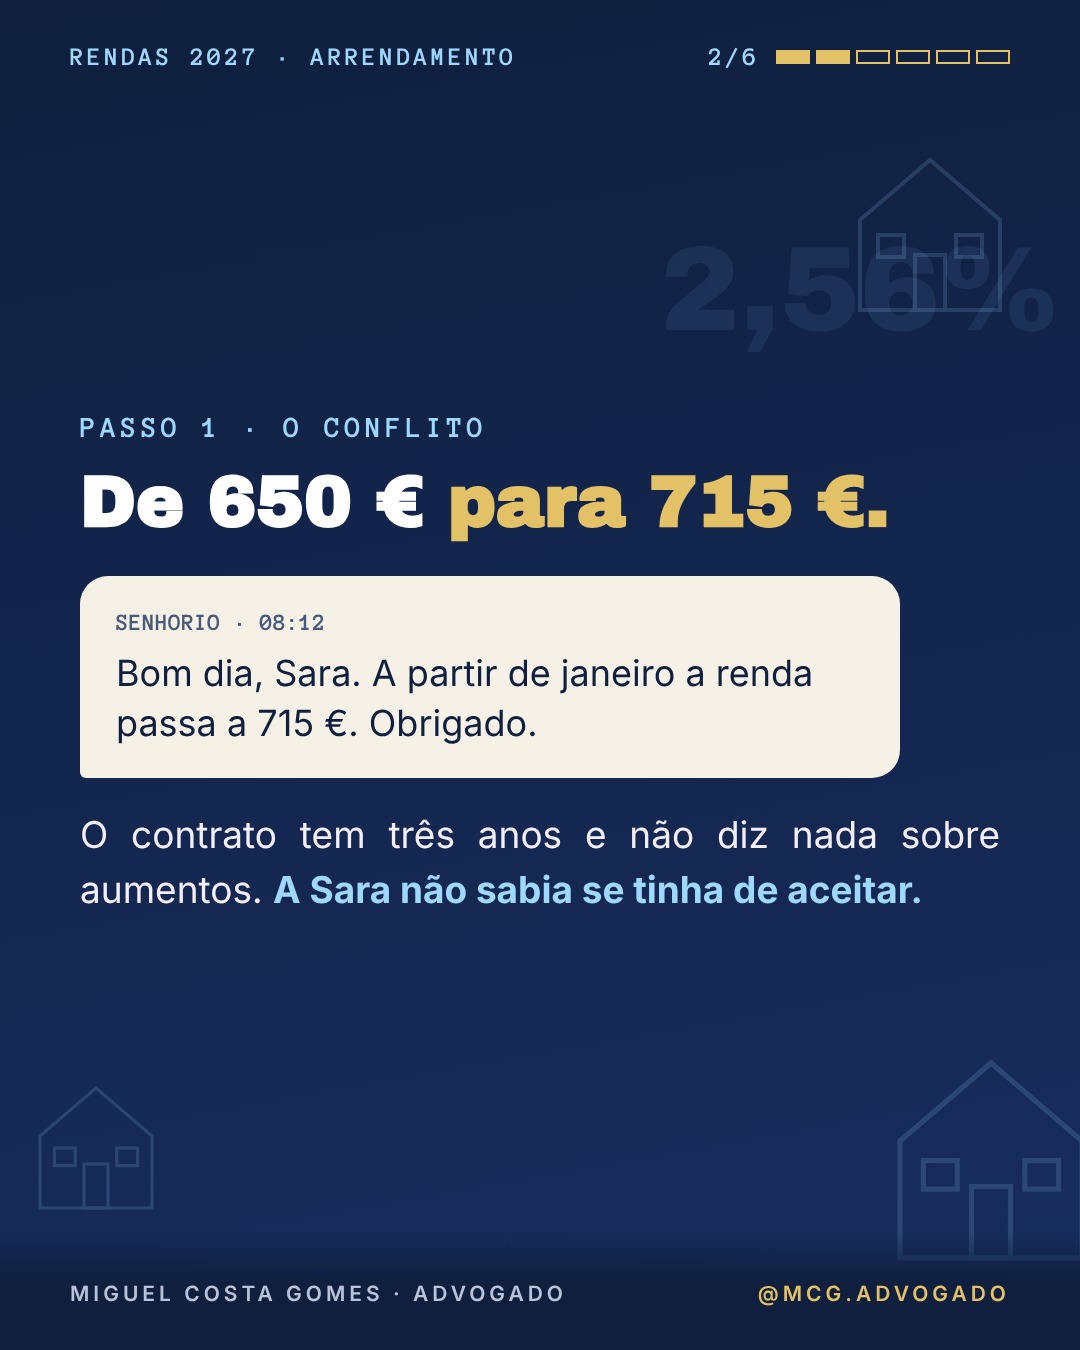 RENDAS 2027 · ARRENDAMENTO
2/6
2,56%
PASSO 1 · O CONFLITO
De 650 € para 715 €.
SENHORIO · 08:12
Bom dia, Sara. A partir de janeiro a renda
passa a 715 €. Obrigado.
O contrato tem três anos e não diz nada sobre
aumentos. A Sara não sabia se tinha de aceitar.
MIGUEL COSTA GOMES · ADVOGADO
@MCG.ADVOGADO